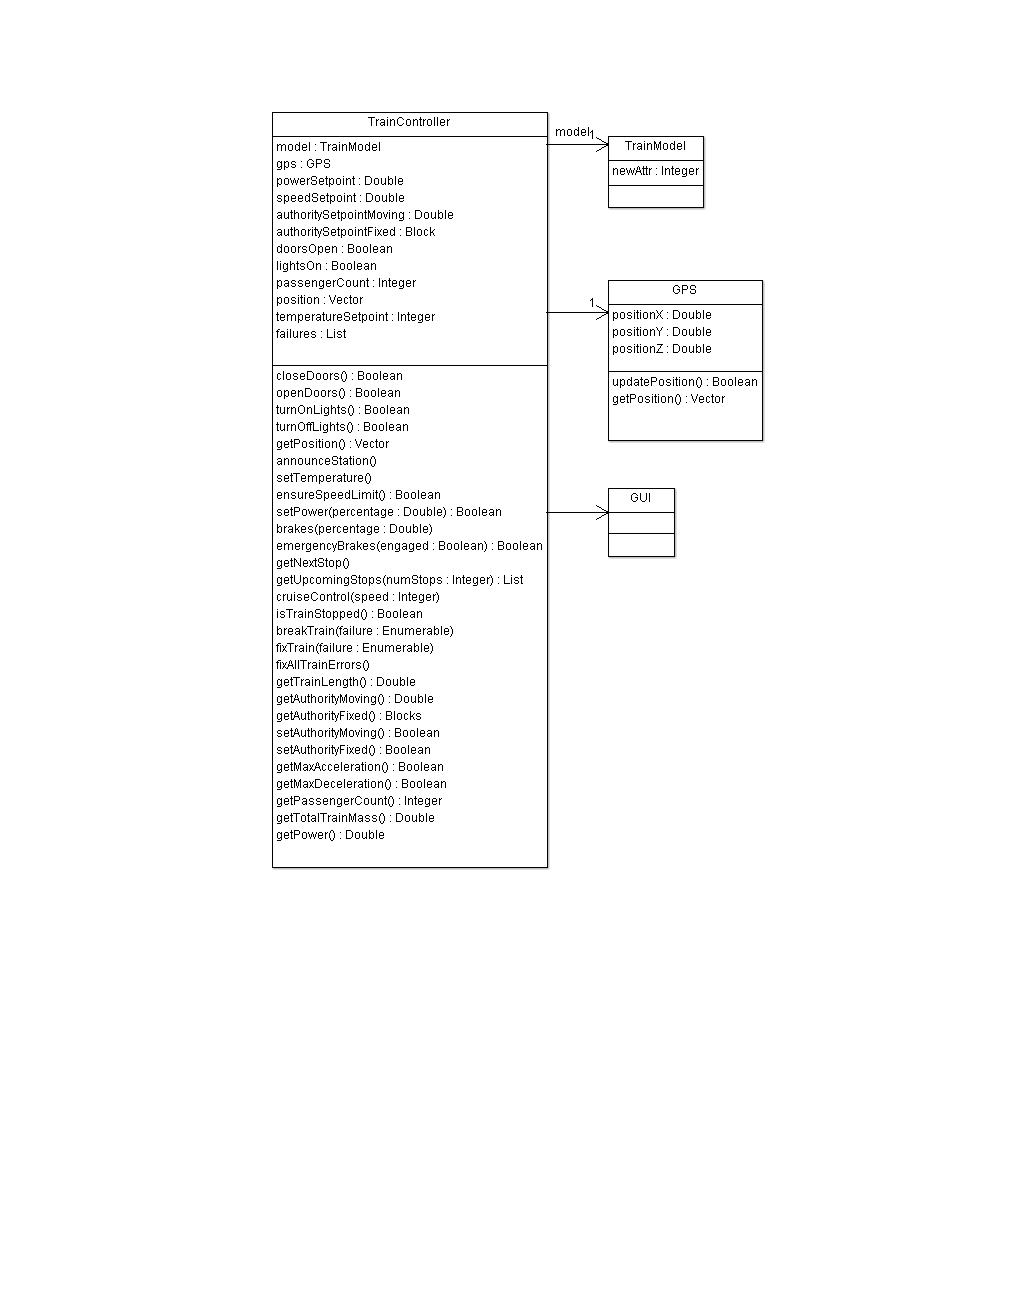 TrainController
model : TrainModel
gps : GPS
powerSetpoint : Double
speedSetpoint : Double
authoritySetpointMoving : Double
authoritySetpointFixed : Block
doorsOpen : Boolean
lightsOn : Boolean
passengerCount : Integer
position : Vector
temperatureSetpoint : Integer
failures : List
closeDoors() : Boolean
openDoors() : Boolean
turnOnLights() : Boolean
turnOffLights() : Boolean
getPosition() : Vector
announceStation()
setTemperature()
ensureSpeedLimit() : Boolean
setPower(percentage : Double) : Boolean
brakes(percentage : Double)
emergencyBrakes(engaged : Boolean) : Boolean
getNextStop()
getUpcomingStops(numStops : Integer) : List
cruiseControl(speed : Integer)
isTrainStopped() : Boolean
breakTrain(failure : Enumerable)
fixTrain(failure : Enumerable)
fixAllTrainErrors()
getTrainLength() : Double
getAuthorityMoving() : Double
getAuthorityFixed() : Blocks
setAuthorityMoving() : Boolean
setAuthorityFixed() : Boolean
getMaxAcceleration() : Boolean
getMaxDeceleration() : Boolean
getPassengerCount() : Integer
getTotalTrainMass() : Double
getPower() : Double
model
1
TrainModel
newAttr : Integer
1
GPS
positionX : Double
positionY : Double
positionZ : Double
updatePosition() : Boolean
getPosition() : Vector
GUI